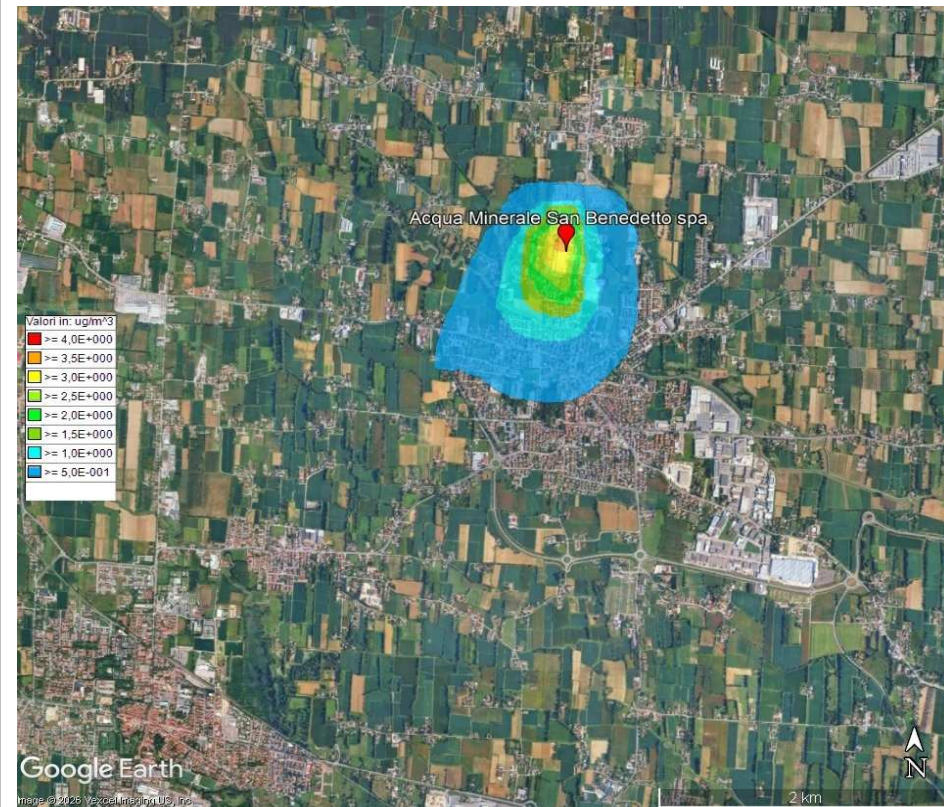 Acqua Minerale San Benedetto spa
Valori in: ug/m^3
>= 4,0E+000
>= 3,5E+000
>= 3,0E+000
>= 2,5E+000
>= 2,0E+000
>= 1,5E+000
>= 1,0E+000
>= 5,0E-001
Google Earth
N
Image © 2026 Vexcel Imaging US, Inc.
2 km